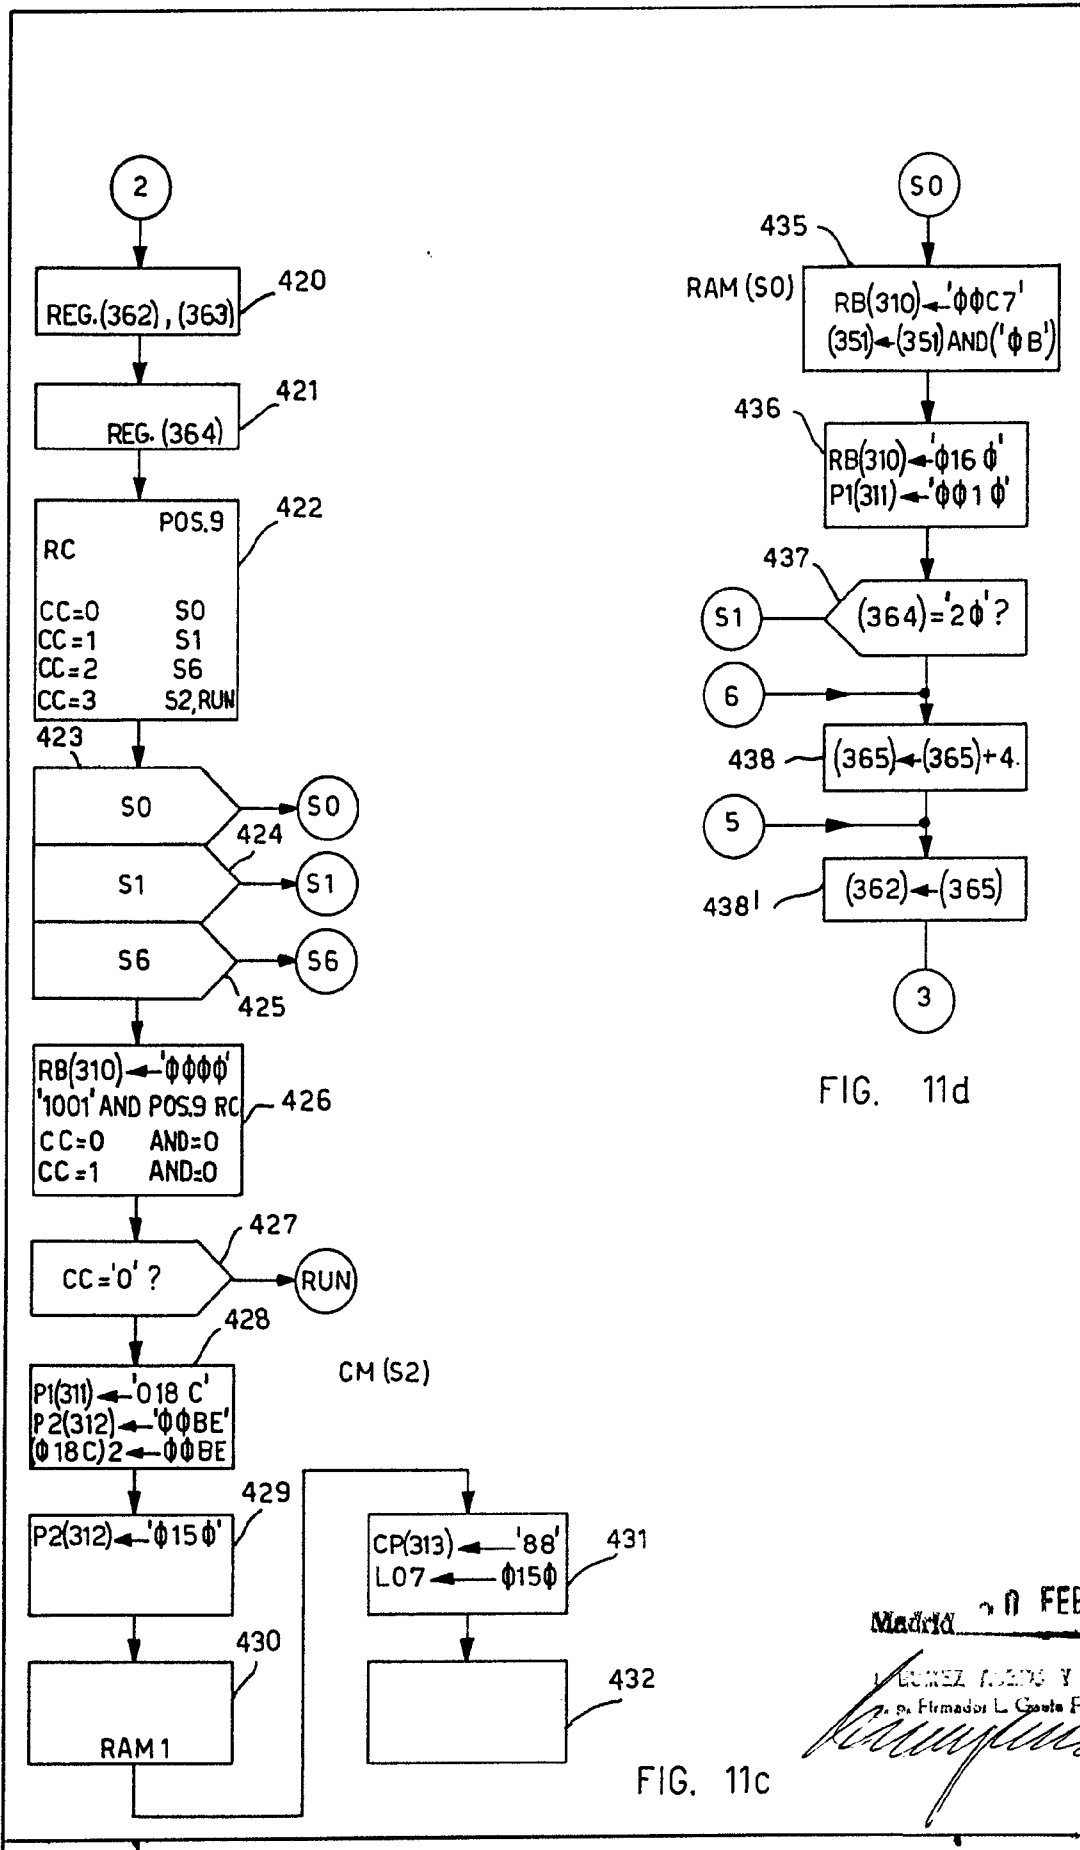 2
420
REG.(362),(363)
421
REG.(364)
POS.9
422
RC
CC=0 S0
CC=1 S1
CC=2 S6
CC=3 S2,RUN
423
S0
S0
424
S1
S1
S6
S6
425
RB(310)←'ϕϕϕϕ'
'1001' AND POS.9 RC
426
CC=0 AND=0
CC=1 AND=0
427
CC='0' ?
RUN
428
CM (S2)
P1(311)←'018 C'
P2(312)←'ϕϕBE'
(ϕ18C)2←ϕϕBE
429
P2(312)←'ϕ15ϕ'
430
RAM 1
CP(313)←'88'
431
L07←ϕ15ϕ
432
FIG. 11c
S0
435
RAM (S0)
RB(310)←'ϕϕC7'
(351)←(351)AND('ϕB')
436
RB(310)←'ϕ16 ϕ'
P1(311)←'ϕϕ1 ϕ'
437
S1
(364)='2ϕ'?
6
438
(365)←(365)+4.
5
438'
(362)←(365)
3
FIG. 11d
Madrid
FEB
Y
p. p. Firmador L.